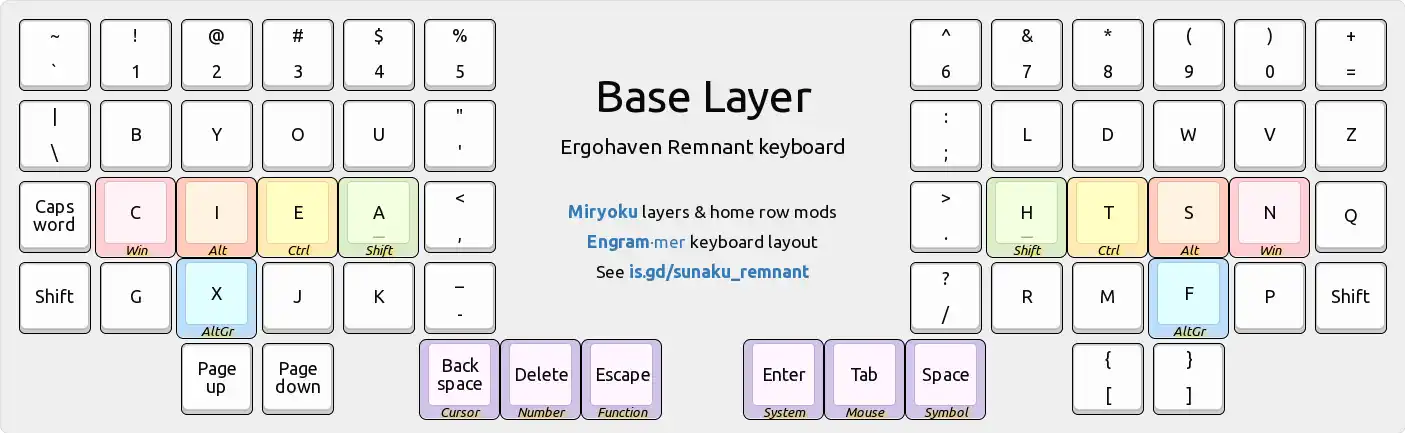 ~ ! @ # $ % ^ & * ( ) +
` 1 2 3 4 5 6 7 8 9 0 =
Base Layer
| B Y O U " : L D W V Z
\ ' ;
Ergohaven Remnant keyboard
Caps word C I E A < > H T S N Q
_ , . _
Win Alt Ctrl Shift Shift Ctrl Alt Win
Miryoku layers & home row mods
Engram·mer keyboard layout
See is.gd/sunaku_remnant
Shift G X J K _ ? R M F P Shift
- /
AltGr AltGr
Page up Page down Back space Delete Escape Enter Tab Space { }
[ ]
Cursor Number Function System Mouse Symbol